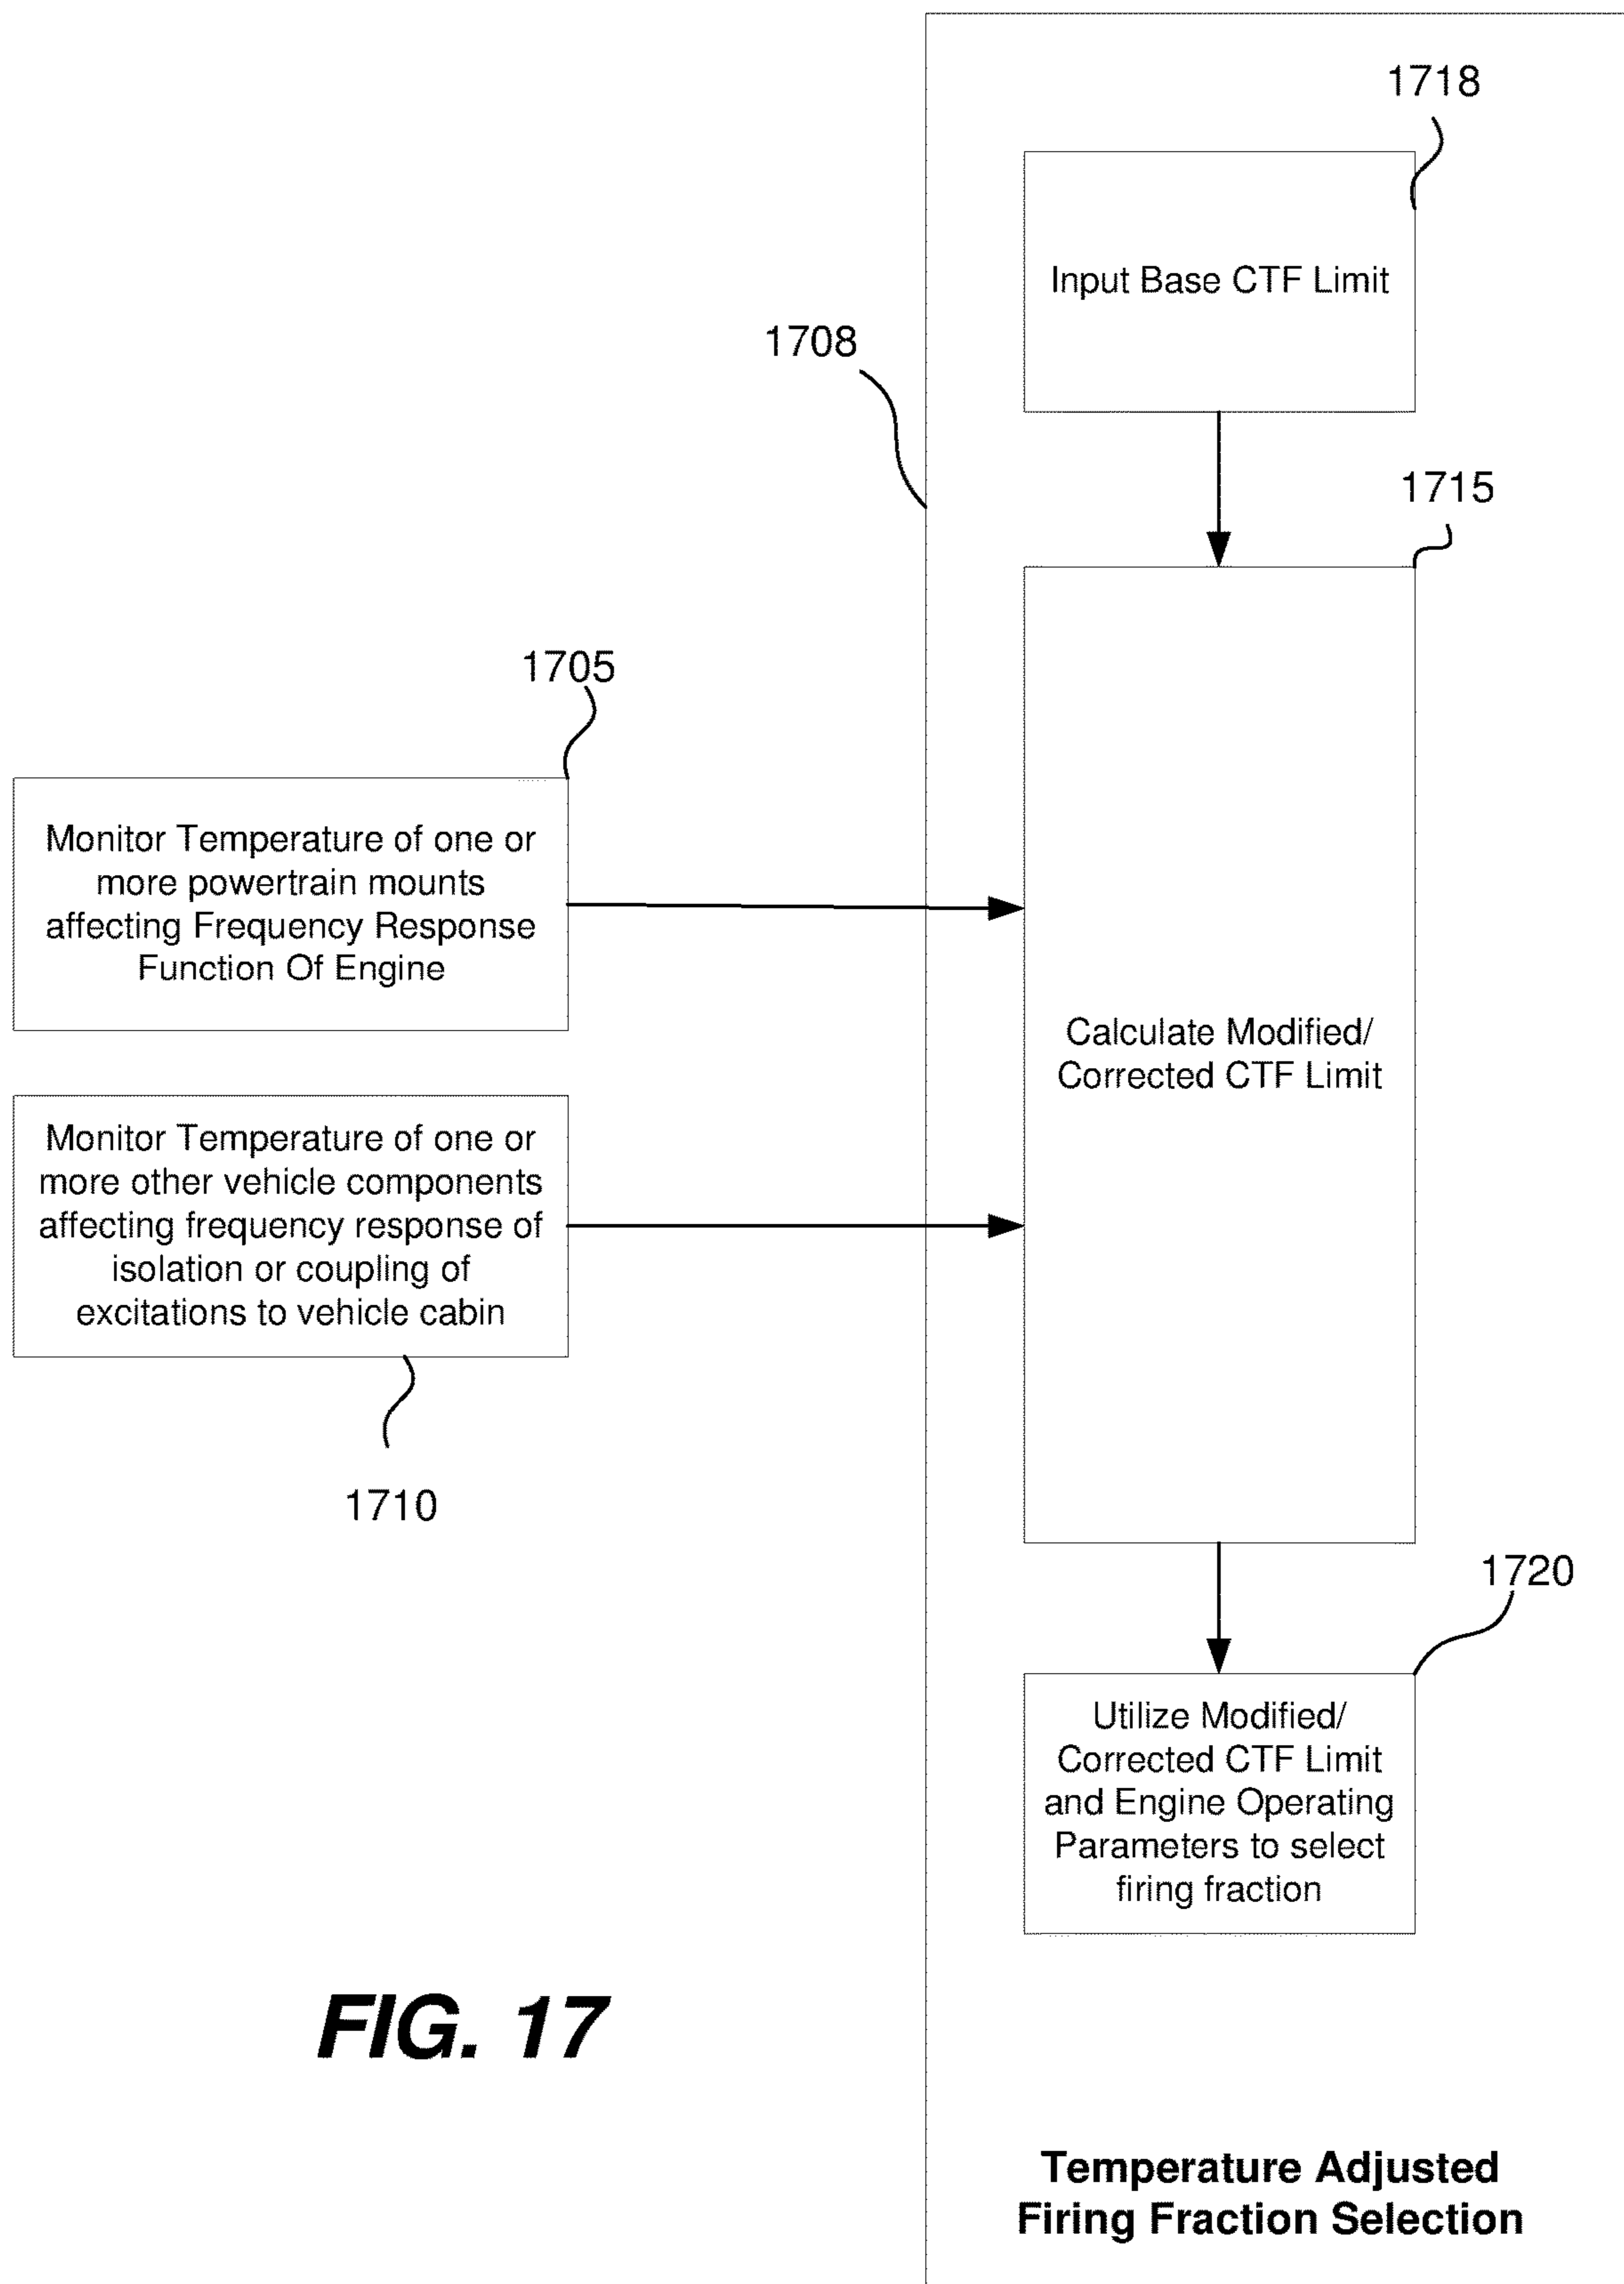 1718
Input Base CTF Limit
1708
1715
1705
Monitor Temperature of one or
more powertrain mounts
affecting Frequency Response
Function Of Engine
Calculate Modified/
Corrected CTF Limit
Monitor Temperature of one or
more other vehicle components
affecting frequency response of
isolation or coupling of
excitations to vehicle cabin
1710
1720
Utilize Modified/
Corrected CTF Limit
and Engine Operating
Parameters to select
firing fraction
FIG. 17
Temperature Adjusted
Firing Fraction Selection